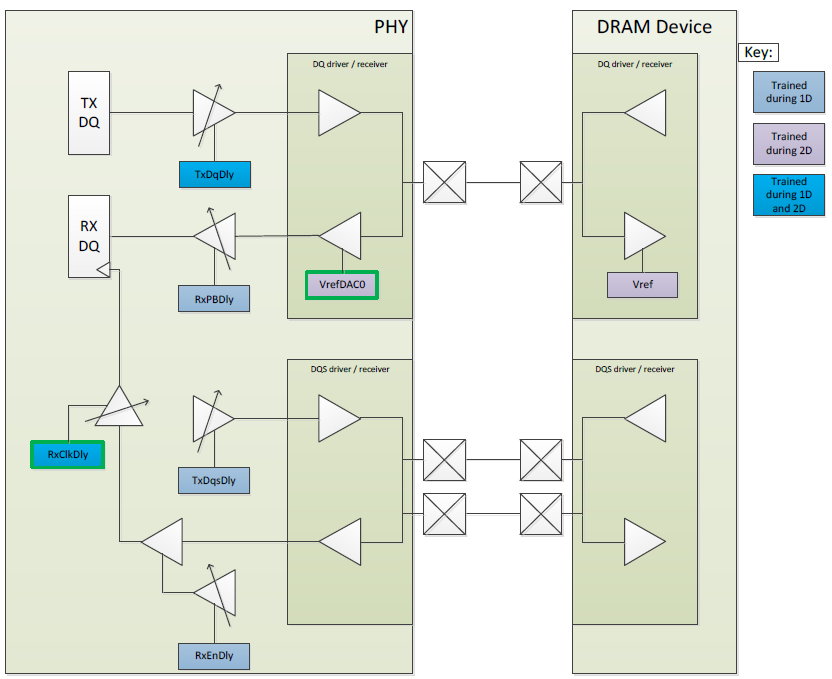 PHY
DRAM Device
Key:
DQ driver / receiver
DQ driver / receiver
Trained
during 1D
TX
DQ
Trained
during 2D
TxDqDly
Trained
during 1D
and 2D
RX
DQ
RxPBDly
VrefDAC0
Vref
DQS driver / receiver
DQS driver / receiver
RxClkDly
TxDqsDly
RxEnDly